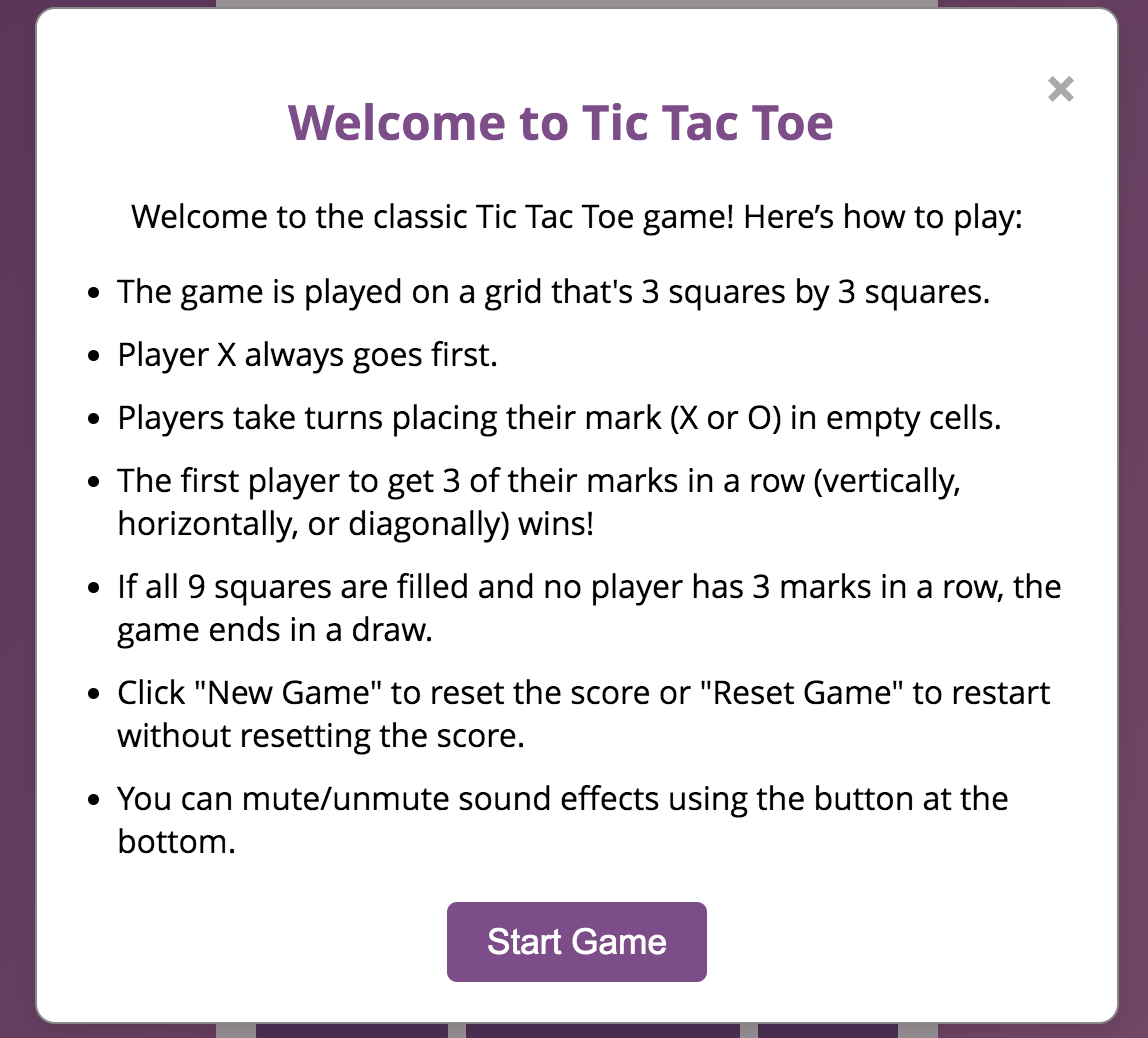 ×
Welcome to Tic Tac Toe
Welcome to the classic Tic Tac Toe game! Here’s how to play:
• The game is played on a grid that's 3 squares by 3 squares.
• Player X always goes first.
• Players take turns placing their mark (X or O) in empty cells.
• The first player to get 3 of their marks in a row (vertically,
horizontally, or diagonally) wins!
• If all 9 squares are filled and no player has 3 marks in a row, the
game ends in a draw.
• Click "New Game" to reset the score or "Reset Game" to restart
without resetting the score.
• You can mute/unmute sound effects using the button at the
bottom.
Start Game